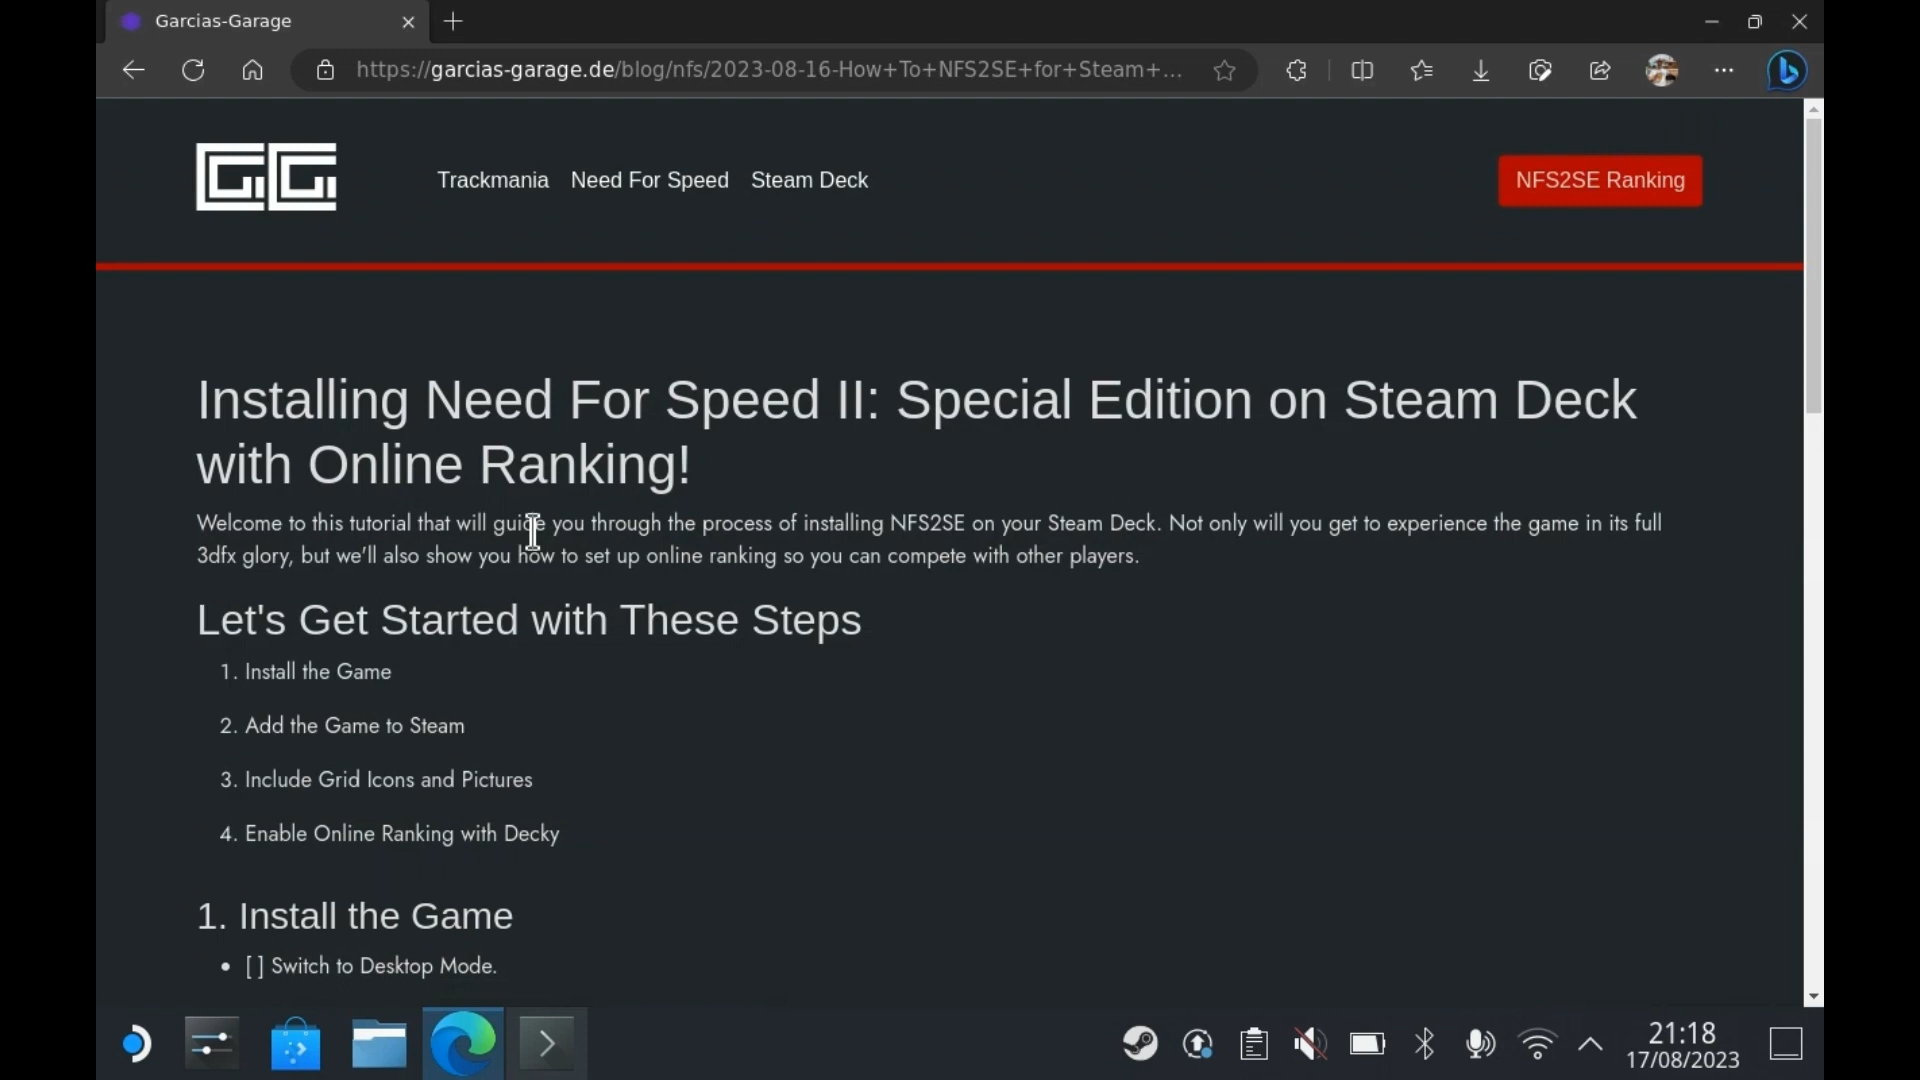 Garcias-Garage
https://garcias-garage.de/blog/nfs/2023-08-16-How+To+NFS2SE+for+Steam+...
GG
Trackmania Need For Speed Steam Deck
NFS2SE Ranking
Installing Need For Speed II: Special Edition on Steam Deck
with Online Ranking!
Welcome to this tutorial that will guide you through the process of installing NFS2SE on your Steam Deck. Not only will you get to experience the game in its full
3dfx glory, but we'll also show you how to set up online ranking so you can compete with other players.
Let's Get Started with These Steps
1. Install the Game
2. Add the Game to Steam
3. Include Grid Icons and Pictures
4. Enable Online Ranking with Decky
1. Install the Game
• [ ] Switch to Desktop Mode.
21:18
17/08/2023